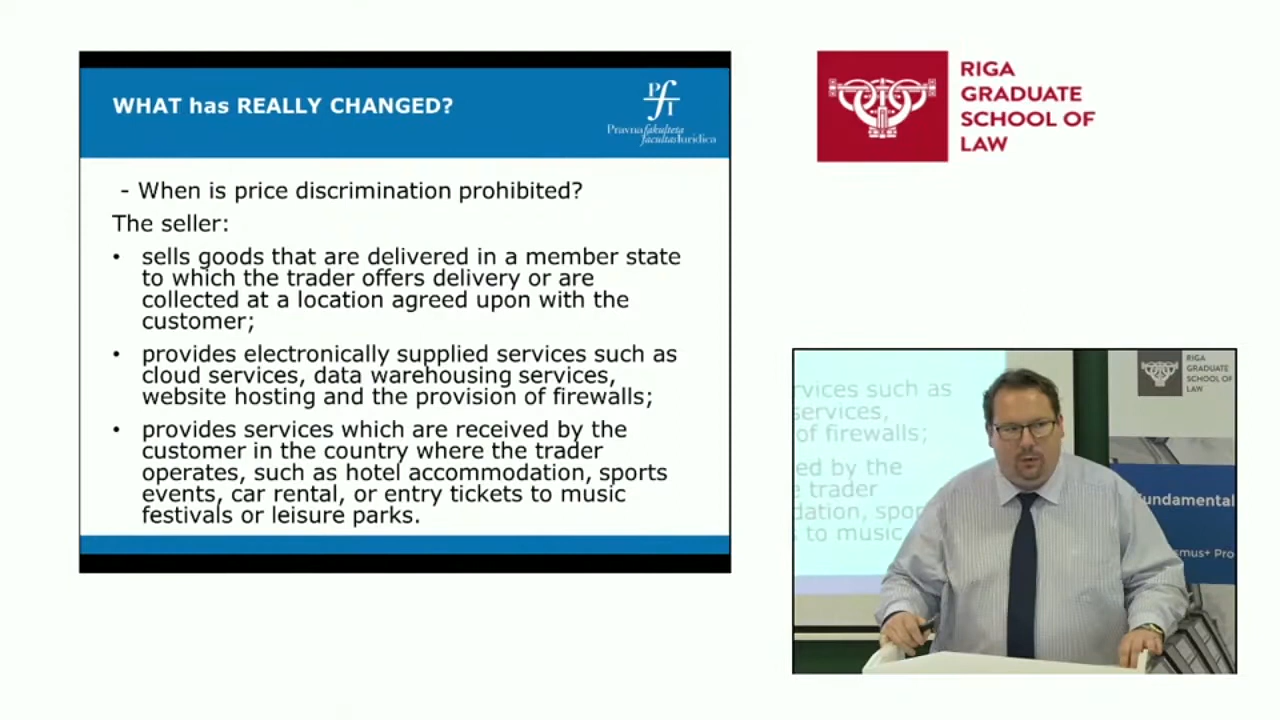 WHAT has REALLY CHANGED?
Pf
Pravna fakulteta
facultas Iuridica
- When is price discrimination prohibited?
The seller:
• sells goods that are delivered in a member state
to which the trader offers delivery or are
collected at a location agreed upon with the
customer;
• provides electronically supplied services such as
cloud services, data warehousing services,
website hosting and the provision of firewalls;
• provides services which are received by the
customer in the country where the trader
operates, such as hotel accommodation, sports
events, car rental, or entry tickets to music
festivals or leisure parks.
RIGA
GRADUATE
SCHOOL OF
LAW
rvices such as
services,
of firewalls;
ed by the
trader
dation, spor
to music
RIGA
GRADUATE
SCHOOL OF
LAW
undamental
smus+ Pro